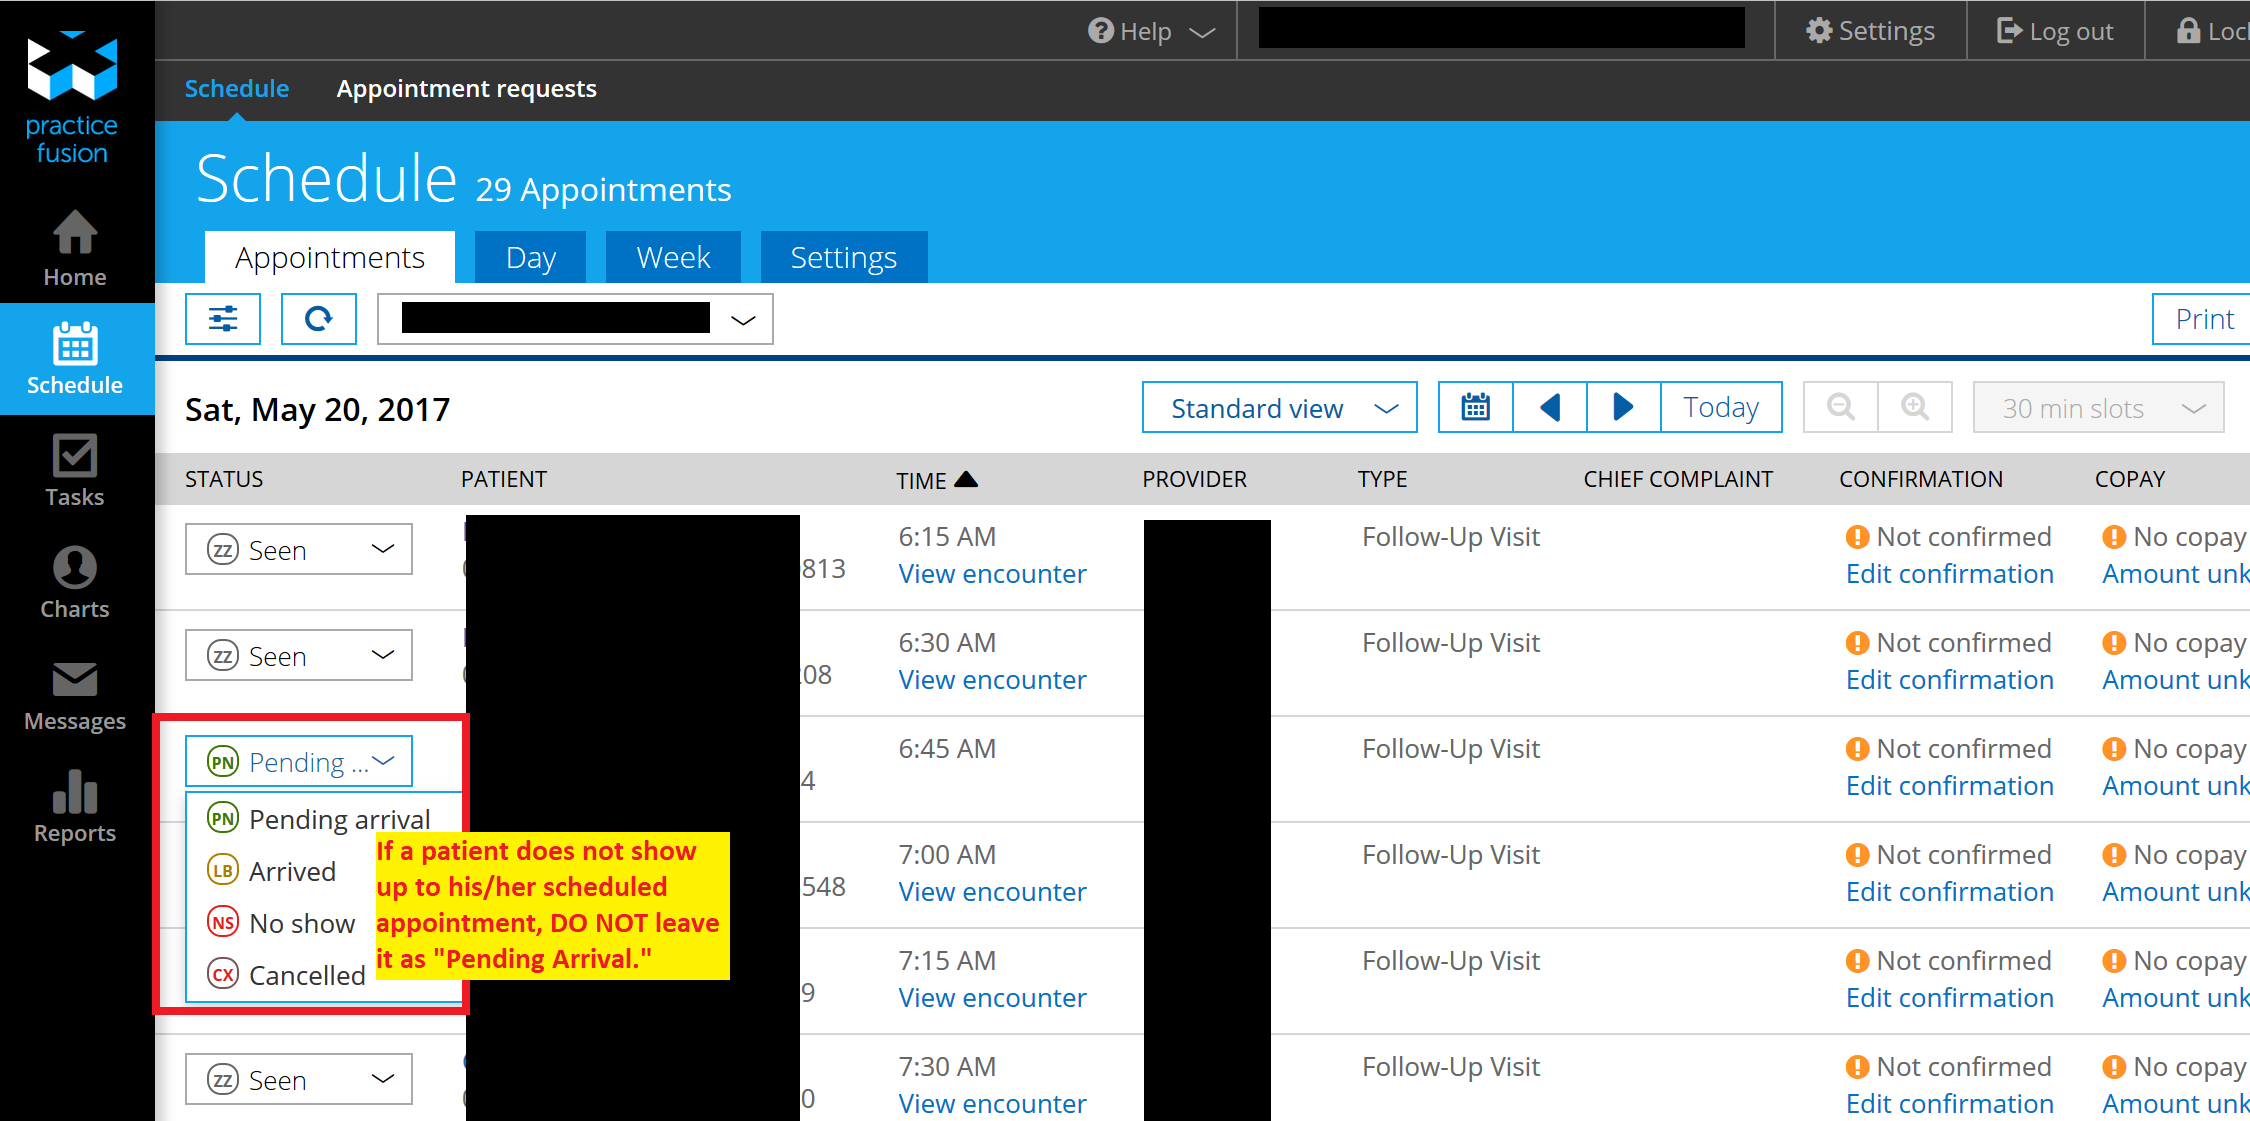 Help
Settings
Log out
practice
fusion
Schedule
Appointment requests
Schedule 29 Appointments
Appointments
Day
Week
Settings
Home
Schedule
Tasks
Charts
Messages
Reports
Print
Sat, May 20, 2017
Standard view
Today
30 min slots
STATUS PATIENT TIME PROVIDER TYPE CHIEF COMPLAINT CONFIRMATION COPAY
ZZ Seen 6:15 AM Follow-Up Visit Not confirmed No copay
813 View encounter Edit confirmation Amount
ZZ Seen 6:30 AM Follow-Up Visit Not confirmed No copay
08 View encounter Edit confirmation Amount
PN Pending ... 6:45 AM Follow-Up Visit Not confirmed No copay
4 Edit confirmation Amount
PN Pending arrival
LB Arrived
NS No show
CX Cancelled
If a patient does not show
up to his/her scheduled
appointment, DO NOT leave
it as "Pending Arrival."
7:00 AM Follow-Up Visit Not confirmed No copay
548 View encounter Edit confirmation Amount
7:15 AM Follow-Up Visit Not confirmed No copay
9 View encounter Edit confirmation Amount
ZZ Seen 7:30 AM Follow-Up Visit Not confirmed No copay
0 View encounter Edit confirmation Amount